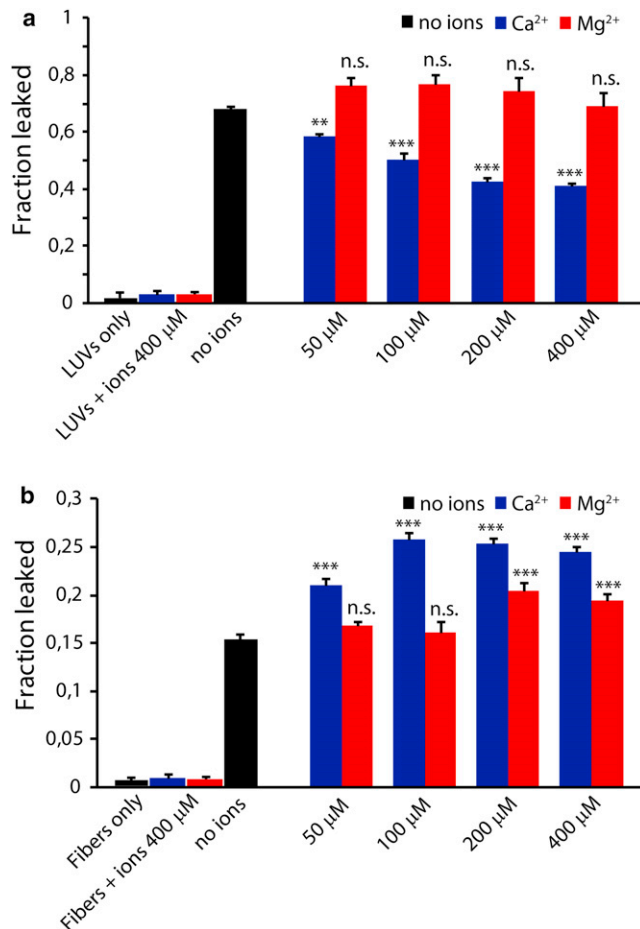 a
no ions Ca²⁺ Mg²⁺
Fraction leaked
1
0,8
0,6
0,4
0,2
0
n.s.
n.s.
n.s.
n.s.
**
***
***
***
LUVs only
LUVs + ions 400 μM
no ions
50 μM
100 μM
200 μM
400 μM
b
no ions Ca²⁺ Mg²⁺
Fraction leaked
0,3
0,25
0,2
0,15
0,1
0,05
0
***
n.s.
***
n.s.
***
***
***
***
Fibers only
Fibers + ions 400 μM
no ions
50 μM
100 μM
200 μM
400 μM